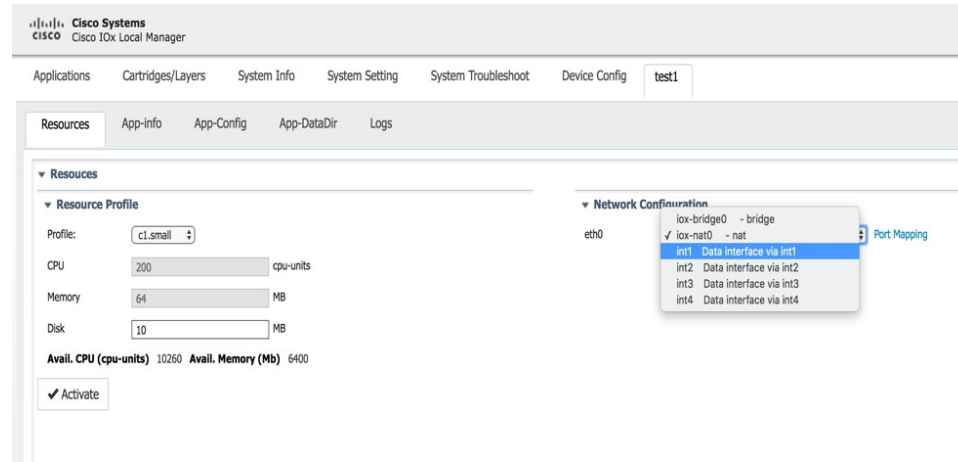 Cisco Systems
CISCO Cisco IOx Local Manager
Applications Cartridges/Layers System Info System Setting System Troubleshoot Device Config test1
Resources App-info App-Config App-DataDir Logs
Resouces
Resource Profile
Profile: c1.small
CPU 200 cpu-units
Memory 64 MB
Disk 10 MB
Avail. CPU (cpu-units) 10260 Avail. Memory (Mb) 6400
✓ Activate
Network Configuration
eth0
iox-bridge0 - bridge
✓ iox-nat0 - nat
int1 Data interface via int1
int2 Data interface via int2
int3 Data interface via int3
int4 Data interface via int4
Port Mapping